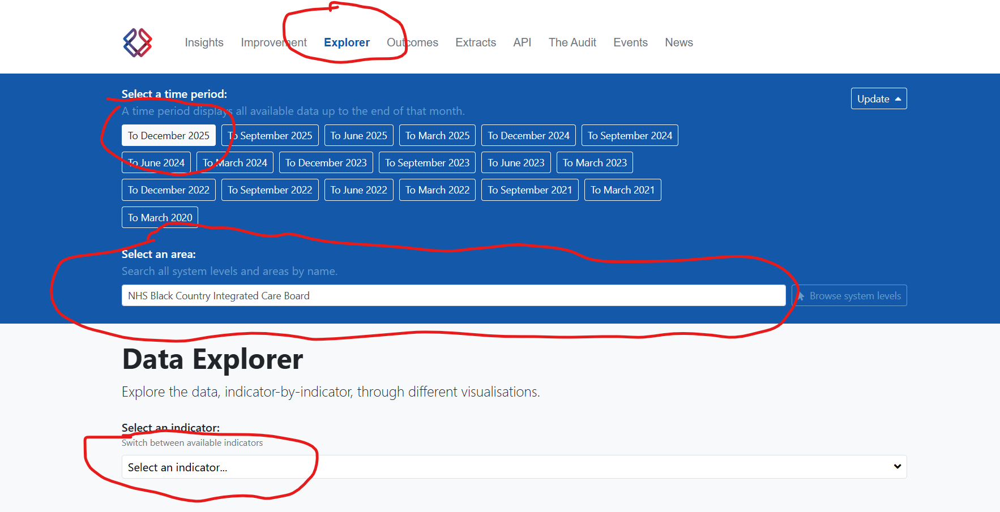 Insights Improvement Explorer Outcomes Extracts API The Audit Events News
Select a time period:
Update
A time period displays all available data up to the end of that month.
To December 2025 To September 2025 To June 2025 To March 2025 To December 2024 To September 2024
To June 2024 To March 2024 To December 2023 To September 2023 To June 2023 To March 2023
To December 2022 To September 2022 To June 2022 To March 2022 To September 2021 To March 2021
To March 2020
Select an area:
Search all system levels and areas by name.
NHS Black Country Integrated Care Board Browse system levels
Data Explorer
Explore the data, indicator-by-indicator, through different visualisations.
Select an indicator:
Switch between available indicators
Select an indicator...